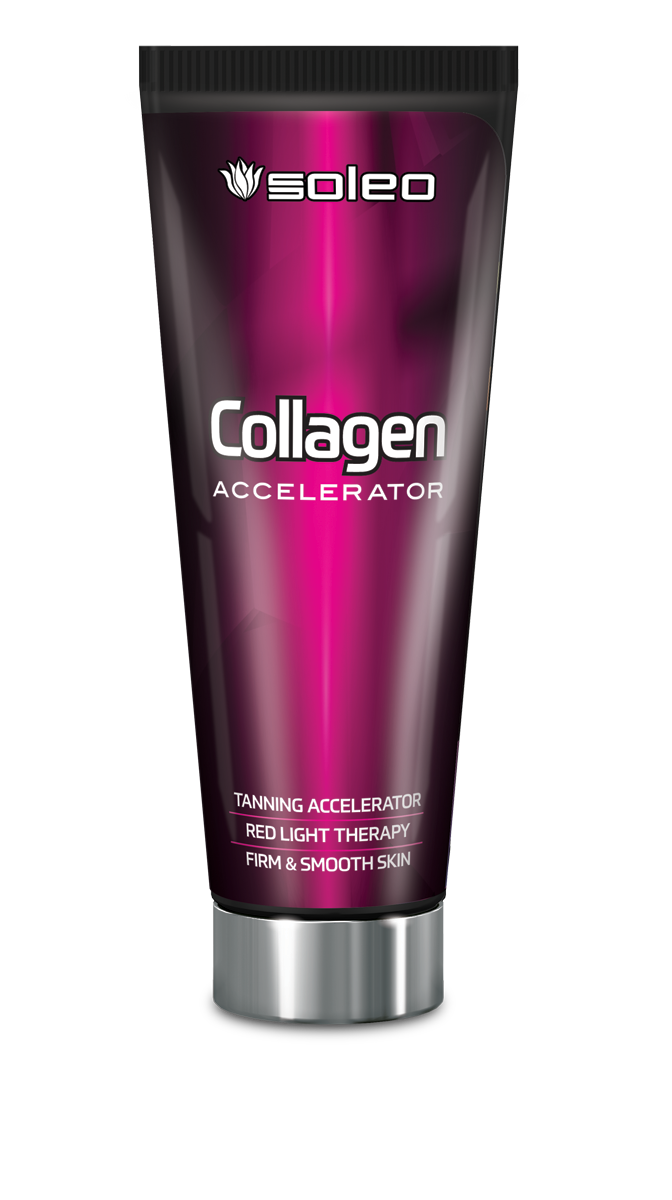 soleo
Collagen
ACCELERATOR
TANNING ACCELERATOR
RED LIGHT THERAPY
FIRM & SMOOTH SKIN